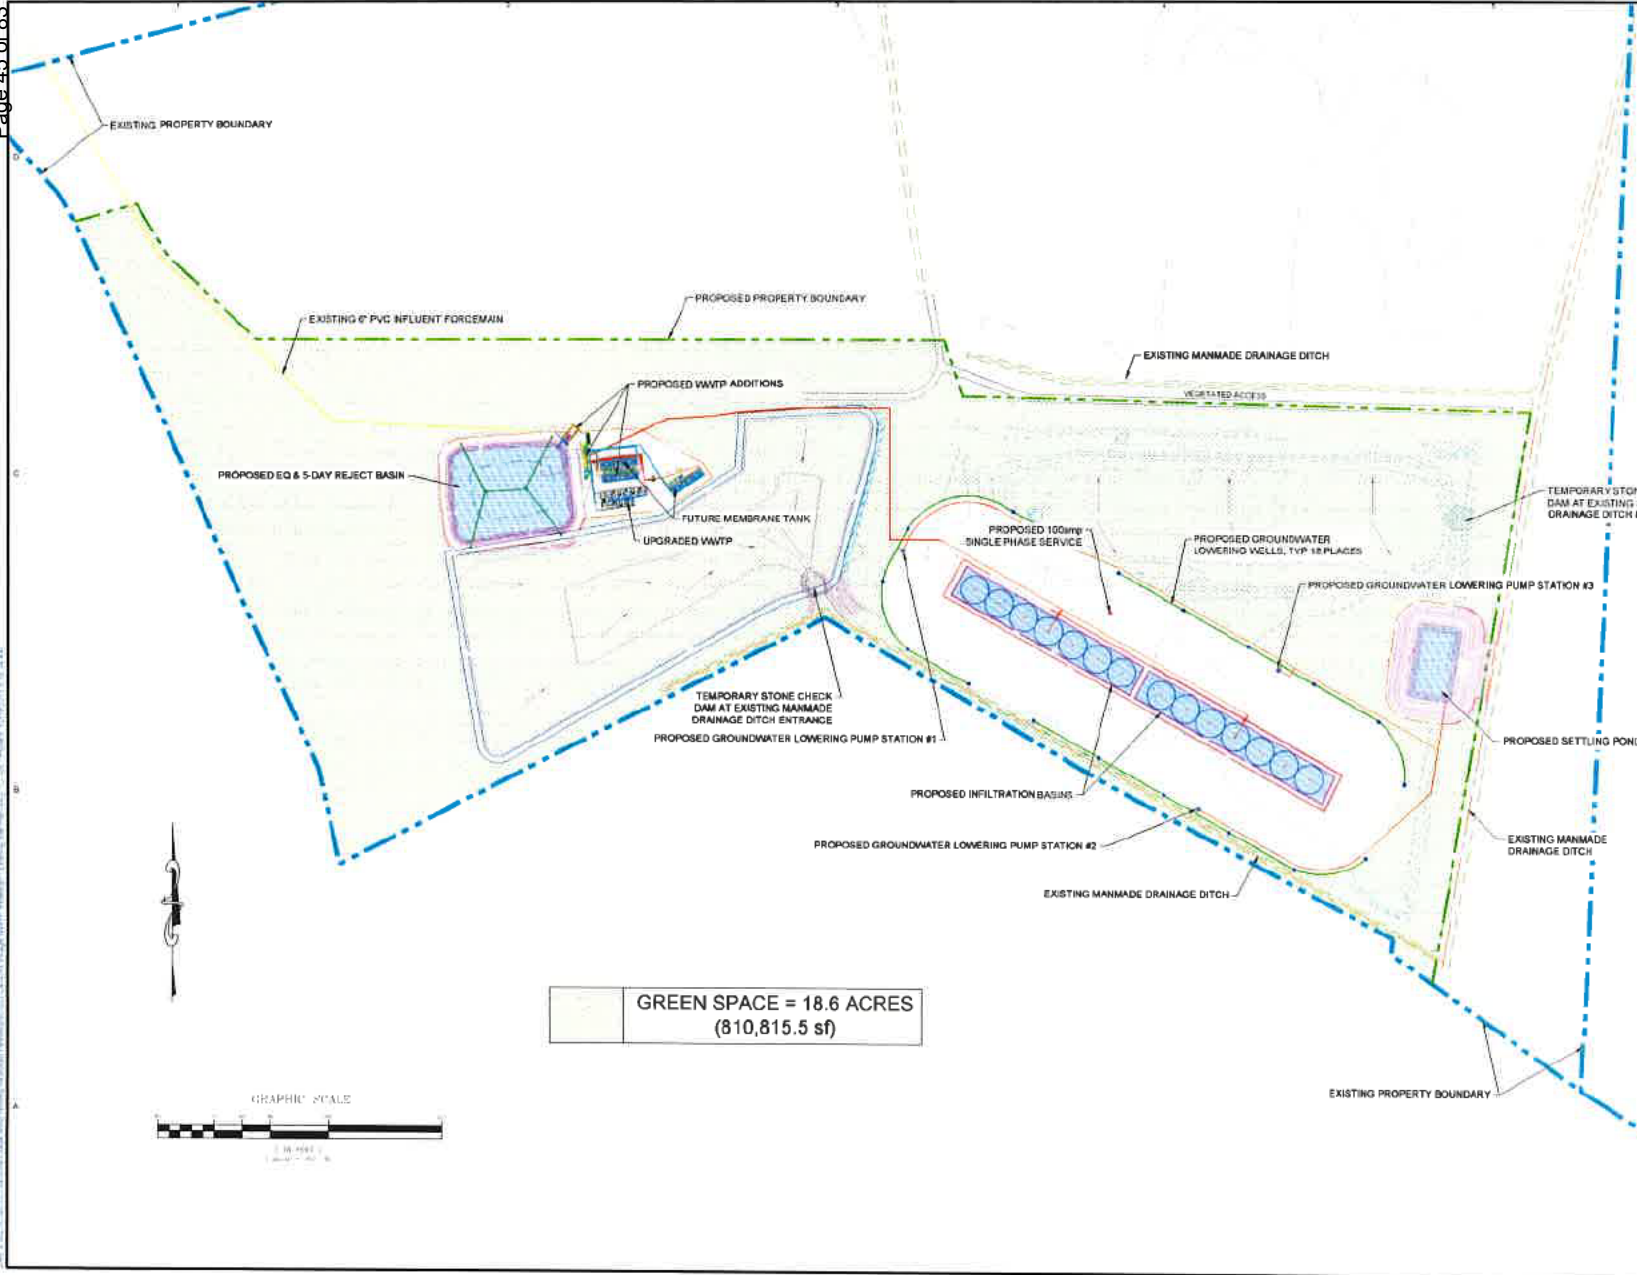 Page 45 of 85
EXISTING PROPERTY BOUNDARY
PROPOSED PROPERTY BOUNDARY
EXISTING 6" PVC INFLUENT FORCEMAIN
EXISTING MANMADE DRAINAGE DITCH
PROPOSED WWTP ADDITIONS
VEGETATED ACCESS
PROPOSED EQ & 5-DAY REJECT BASIN
TEMPORARY STON
DAM AT EXISTING
DRAINAGE DITCH
FUTURE MEMBRANE TANK
PROPOSED 100amp
SINGLE PHASE SERVICE
UPGRADED WWTP
PROPOSED GROUNDWATER
LOWERING WELLS, TYP 18 PLACES
PROPOSED GROUNDWATER LOWERING PUMP STATION #3
TEMPORARY STONE CHECK
DAM AT EXISTING MANMADE
DRAINAGE DITCH ENTRANCE
PROPOSED GROUNDWATER LOWERING PUMP STATION #1
PROPOSED SETTLING POND
PROPOSED INFILTRATION BASINS
PROPOSED GROUNDWATER LOWERING PUMP STATION #2
EXISTING MANMADE
DRAINAGE DITCH
EXISTING MANMADE DRAINAGE DITCH
GREEN SPACE = 18.6 ACRES
(810,815.5 sf)
EXISTING PROPERTY BOUNDARY
GRAPHIC SCALE
D
C
B
A